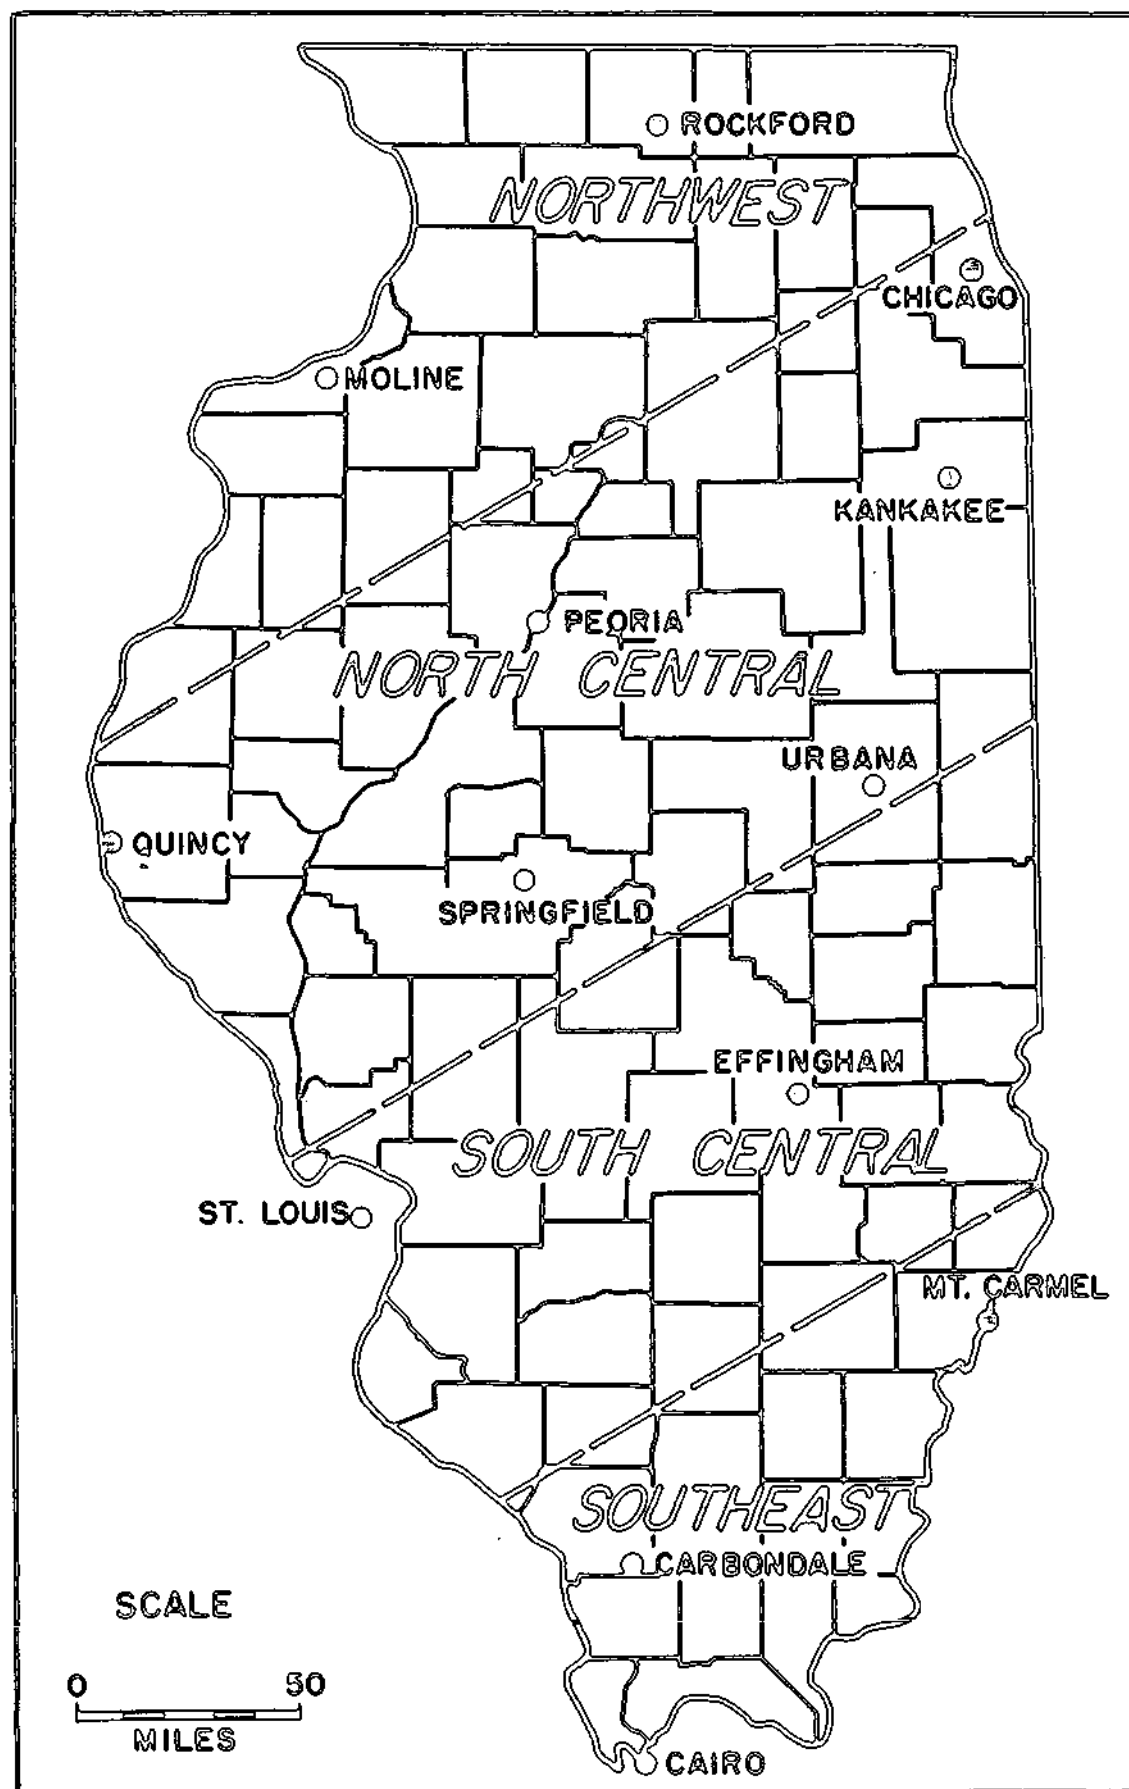 ROCKFORD
NORTHWEST
CHICAGO
MOLINE
KANKAKEE
PEORIA
NORTH CENTRAL
URBANA
QUINCY
SPRINGFIELD
EFFINGHAM
SOUTH CENTRAL
ST. LOUIS
MT. CARMEL
SOUTHEAST
CARBONDALE
SCALE
0 50
MILES
CAIRO